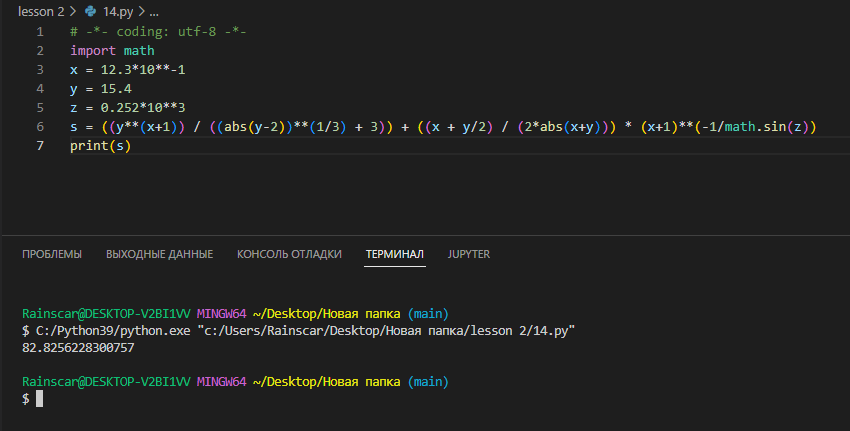 lesson 2 > 14.py > ...
1 # -*- coding: utf-8 -*-
2 import math
3 x = 12.3*10**-1
4 y = 15.4
5 z = 0.252*10**3
6 s = ((y**(x+1)) / ((abs(y-2))**(1/3) + 3)) + ((x + y/2) / (2*abs(x+y))) * (x+1)**(-1/math.sin(z))
7 print(s)
ПРОБЛЕМЫ ВЫХОДНЫЕ ДАННЫЕ КОНСОЛЬ ОТЛАДКИ ТЕРМИНАЛ JUPYTER
Rainscar@DESKTOP-V2BI1VV MINGW64 ~/Desktop/Новая папка (main)
$ C:/Python39/python.exe "c:/Users/Rainscar/Desktop/Новая папка/lesson 2/14.py"
82.8256228300757
Rainscar@DESKTOP-V2BI1VV MINGW64 ~/Desktop/Новая папка (main)
$